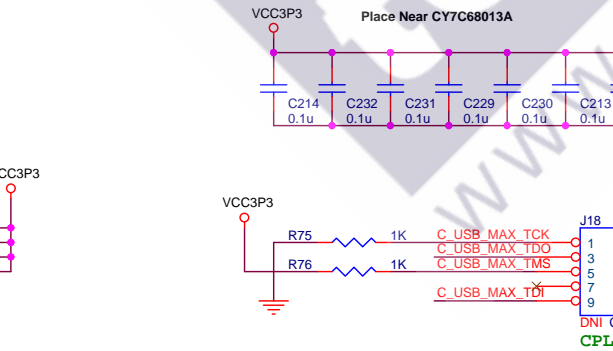 VCC3P3
Place Near CY7C68013A
C214
0.1u
C232
0.1u
C231
0.1u
C229
0.1u
C230
0.1u
C213
0.1u
CC3P3
VCC3P3
R75
1K
C_USB_MAX_TCK
C_USB_MAX_TDO
R76
1K
C_USB_MAX_TMS
C_USB_MAX_TDI
J18
1
3
5
7
9
DNI C
CPL